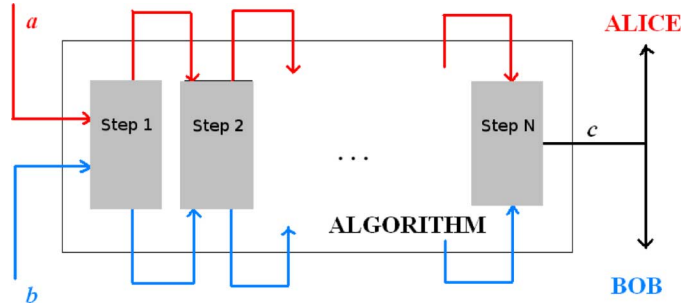 a
ALICE
Step 1
Step 2
Step N
c
...
ALGORITHM
b
BOB